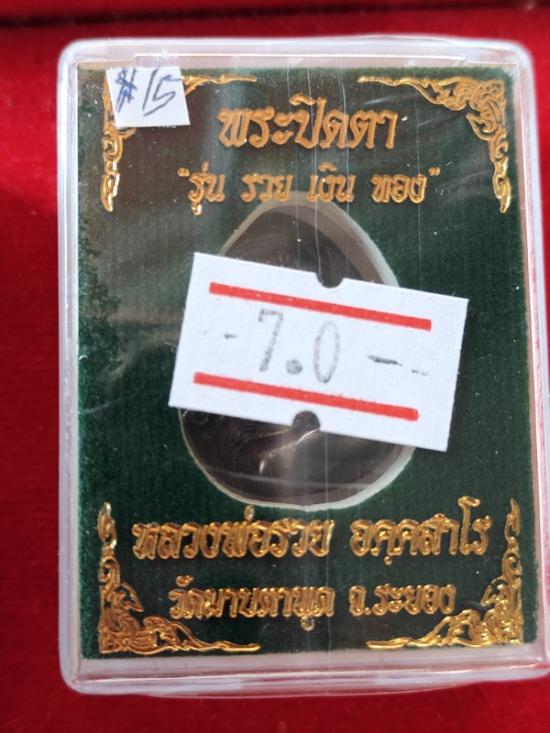 #15
พระปิดตา
"รุ่น รวย เงิน ทอง"
-7.0-
หลวงพ่อรวย อคฺคสาโร
วัดมาบตาพูด จ.ระยอง